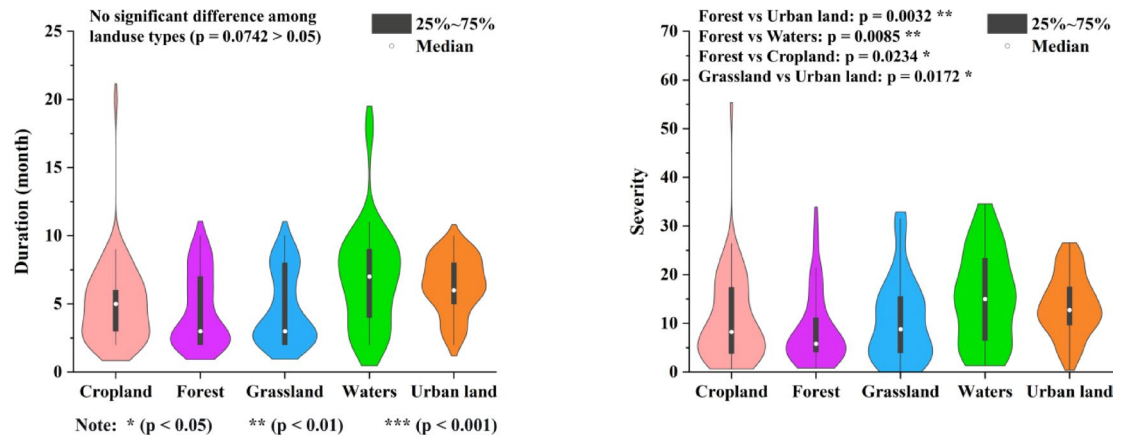 No significant difference among
landuse types (p = 0.0742 > 0.05)
25%~75%
Median
25
20
15
10
5
0
Duration (month)
Cropland Forest Grassland Waters Urban land
Note: * (p < 0.05) ** (p < 0.01) *** (p < 0.001)
Forest vs Urban land: p = 0.0032 **
Forest vs Waters: p = 0.0085 **
Forest vs Cropland: p = 0.0234 *
Grassland vs Urban land: p = 0.0172 *
25%~75%
Median
70
60
50
40
30
20
10
0
Severity
Cropland Forest Grassland Waters Urban land